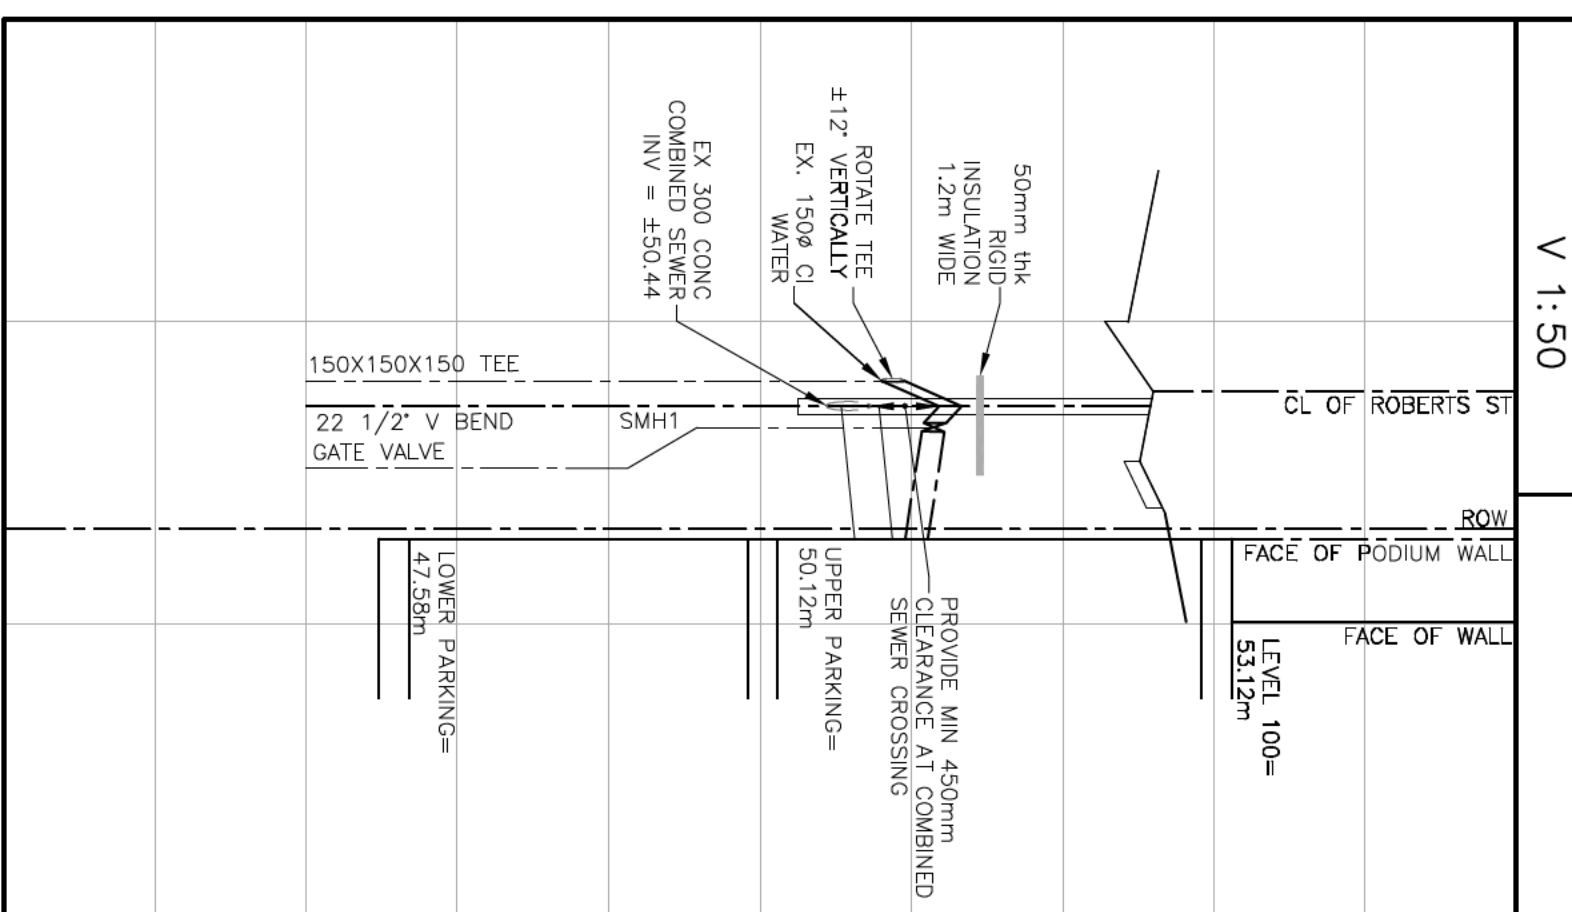 V 1:50
50mm thk
RIGID
INSULATION
1.2m WIDE
ROTATE TEE
±12° VERTICALLY
EX. 150ø CI
WATER
EX 300 CONC
COMBINED SEWER
INV = ±50.44
150X150X150 TEE
22 1/2° V BEND
SMH1
GATE VALVE
CL OF ROBERTS ST
ROW
FACE OF PODIUM WALL
FACE OF WALL
LEVEL 100=
53.12m
PROVIDE MIN 450mm
CLEARANCE AT COMBINED
SEWER CROSSING
UPPER PARKING=
50.12m
LOWER PARKING=
47.58m